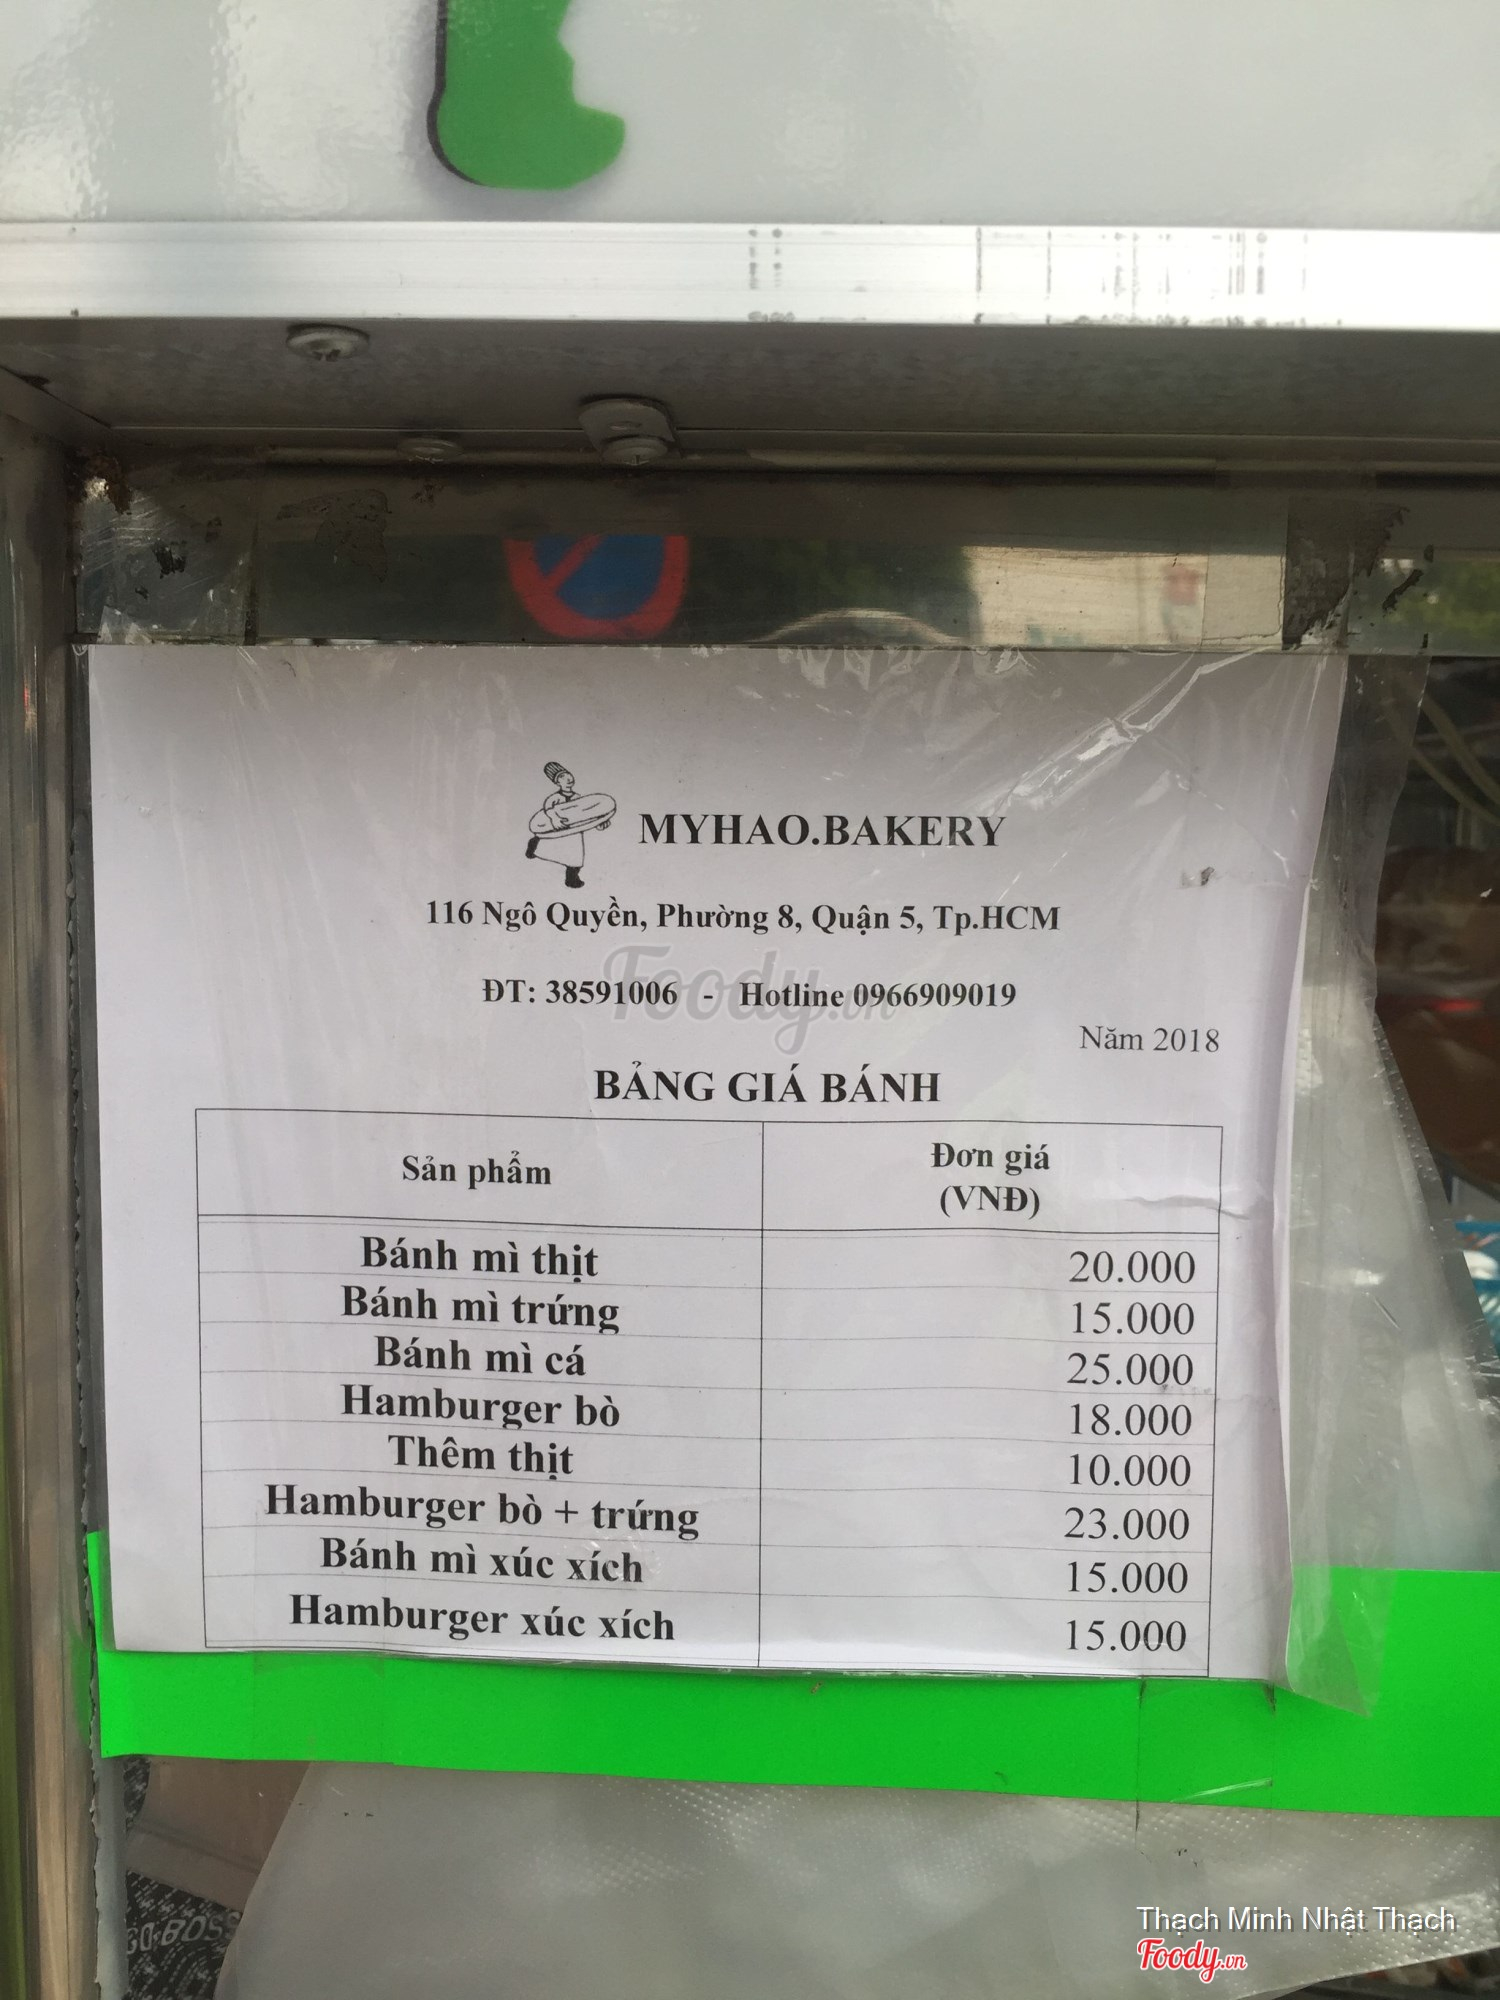 MYHAO.BAKERY
116 Ngô Quyền, Phường 8, Quận 5, Tp.HCM
ĐT: 38591006 - Hotline 0966909019
Foody.vn
Năm 2018
BẢNG GIÁ BÁNH
Sản phẩm Đơn giá (VNĐ)
Bánh mì thịt 20.000
Bánh mì trứng 15.000
Bánh mì cá 25.000
Hamburger bò 18.000
Thêm thịt 10.000
Hamburger bò + trứng 23.000
Bánh mì xúc xích 15.000
Hamburger xúc xích 15.000
BOSS
Thạch Minh Nhật Thạch
Foody.vn